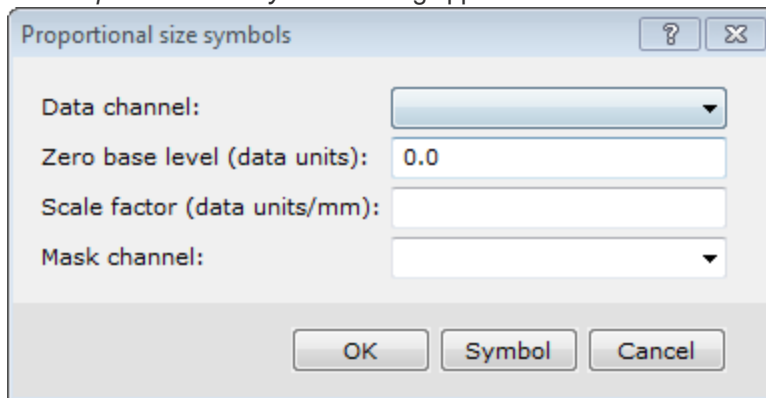 Proportional size symbols
Data channel:
Zero base level (data units): 0.0
Scale factor (data units/mm):
Mask channel:
OK Symbol Cancel